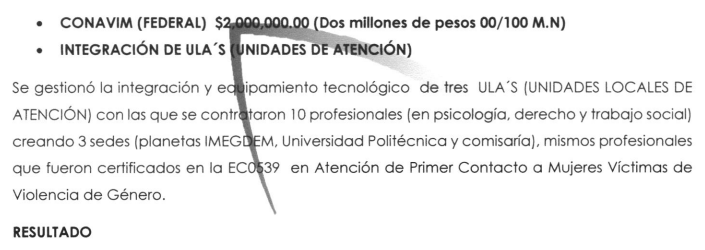 • CONAVIM (FEDERAL) $2,000,000.00 (Dos millones de pesos 00/100 M.N)
• INTEGRACIÓN DE ULA´S (UNIDADES DE ATENCIÓN)
Se gestionó la integración y equipamiento tecnológico de tres ULA´S (UNIDADES LOCALES DE
ATENCIÓN) con las que se contrataron 10 profesionales (en psicología, derecho y trabajo social)
creando 3 sedes (planetas IMEGDEM, Universidad Politécnica y comisaría), mismos profesionales
que fueron certificados en la EC0539 en Atención de Primer Contacto a Mujeres Víctimas de
Violencia de Género.
RESULTADO